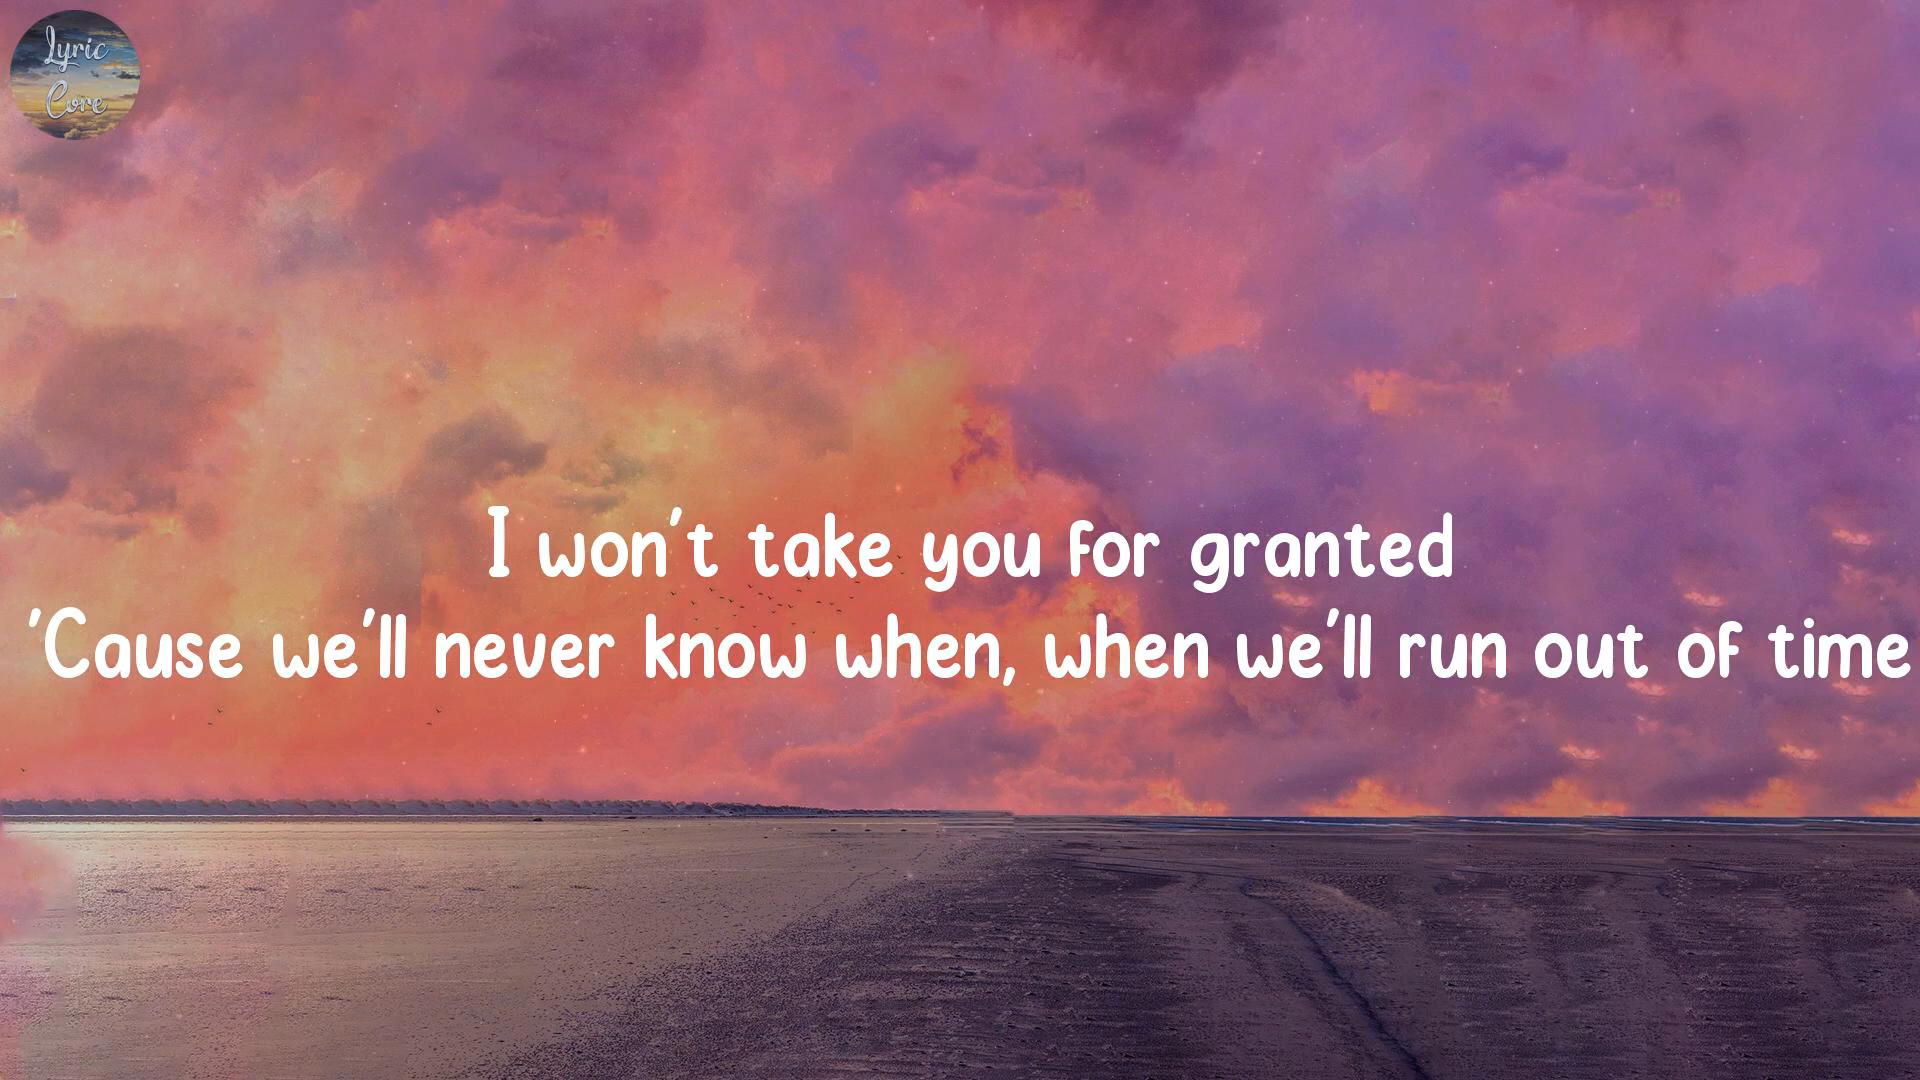 Lyric
Core
I won't take you for granted
'Cause we'll never know when, when we'll run out of time